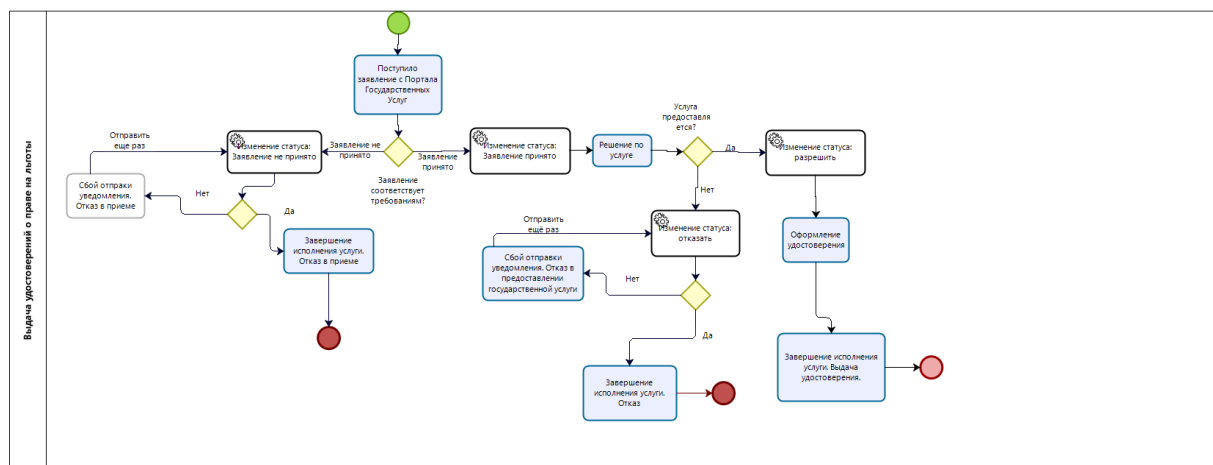 Выдача удостоверений о праве на льготы
Поступило
заявление с Портала
Государственных
Услуг
Отправить
еще раз
Изменение статуса:
Заявление не принято
Заявление не
принято
Заявление
принято
Заявление
соответствует
требованиям?
Изменение статуса:
Заявление принято
Решение по
услуге
Услуга
предоставля
ется?
Да
Изменение статуса:
разрешить
Сбой отпраки
уведомления.
Отказ в приеме
Нет
Да
Завершение
исполнения услуги.
Отказ в приеме
Нет
Отправить
ещё раз
Изменение статуса:
отказать
Оформление
удостоверения
Сбой отправки
уведомления. Отказ в
предоставлении
государственной услуги
Нет
Да
Завершение
исполнения услуги.
Отказ
Завершение исполнения
услуги. Выдача
удостоверения.